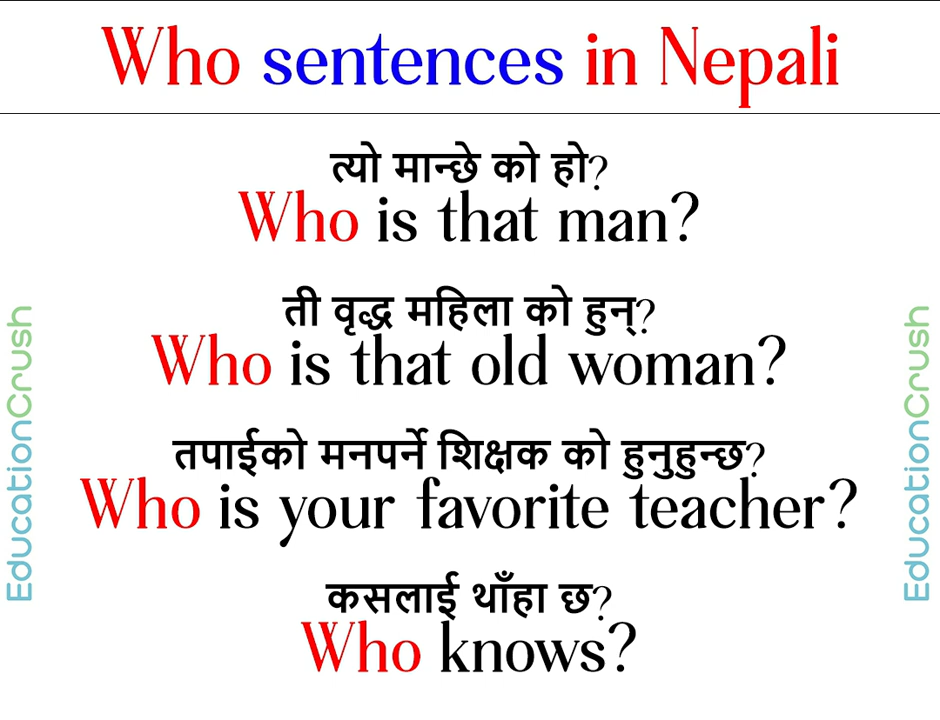 Who sentences in Nepali
त्यो मान्छे को हो?
Who is that man?
ती वृद्ध महिला को हुन्?
Who is that old woman?
तपाईको मनपर्ने शिक्षक को हुनुहुन्छ?
Who is your favorite teacher?
कसलाई थाँहा छ?
Who knows?
EducationCrush
EducationCrush